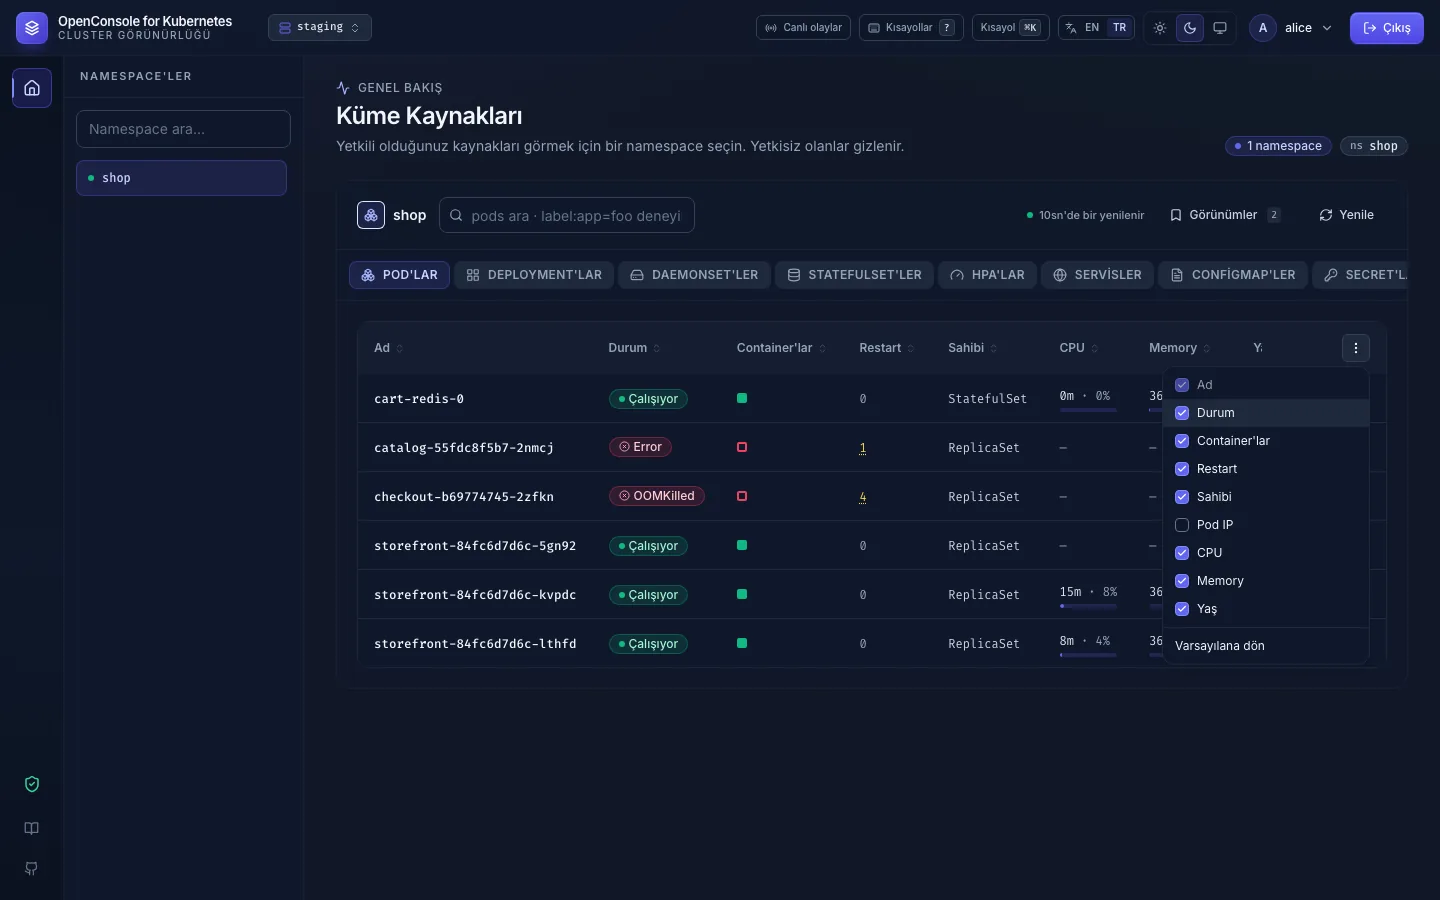 OpenConsole for Kubernetes
CLUSTER GÖRÜNÜRLÜĞÜ
staging
Canlı olaylar
Kısayollar ?
Kısayol ⌘K
EN TR
A alice
Çıkış
NAMESPACE'LER
Namespace ara...
shop
GENEL BAKIŞ
Küme Kaynakları
Yetkili olduğunuz kaynakları görmek için bir namespace seçin. Yetkisiz olanlar gizlenir.
1 namespace
ns shop
shop
pods ara · label:app=foo deneyi
10sn'de bir yenilenir
Görünümler 2
Yenile
POD'LAR DEPLOYMENT'LAR DAEMONSET'LER STATEFULSET'LER HPA'LAR SERVİSLER CONFİGMAP'LER SECRET'L
Ad Durum Container'lar Restart Sahibi CPU Memory
cart-redis-0 Çalışıyor 0 StatefulSet 0m · 0% 36
catalog-55fdc8f5b7-2nmcj Error 1 ReplicaSet — —
checkout-b69774745-2zfkn OOMKilled 4 ReplicaSet — —
storefront-84fc6d7d6c-5gn92 Çalışıyor 0 ReplicaSet — —
storefront-84fc6d7d6c-kvpdc Çalışıyor 0 ReplicaSet 15m · 8% 36
storefront-84fc6d7d6c-lthfd Çalışıyor 0 ReplicaSet 8m · 4% 36
Ad
Durum
Container'lar
Restart
Sahibi
Pod IP
CPU
Memory
Yaş
Varsayılana dön